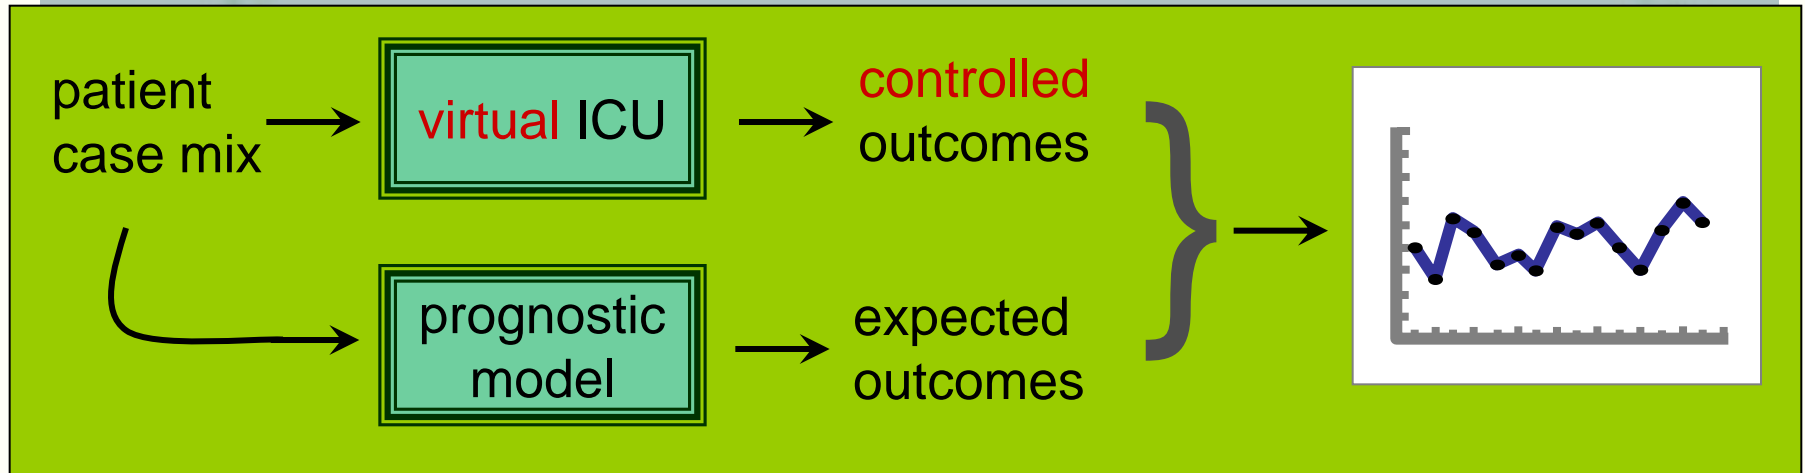 patient
case mix
virtual ICU
controlled
outcomes
prognostic
model
expected
outcomes